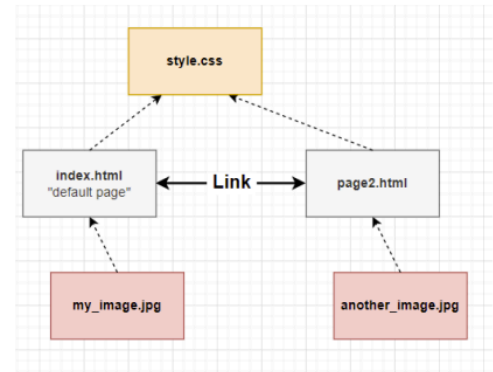 style.css
index.html
"default page"
Link
page2.html
my_image.jpg
another_image.jpg